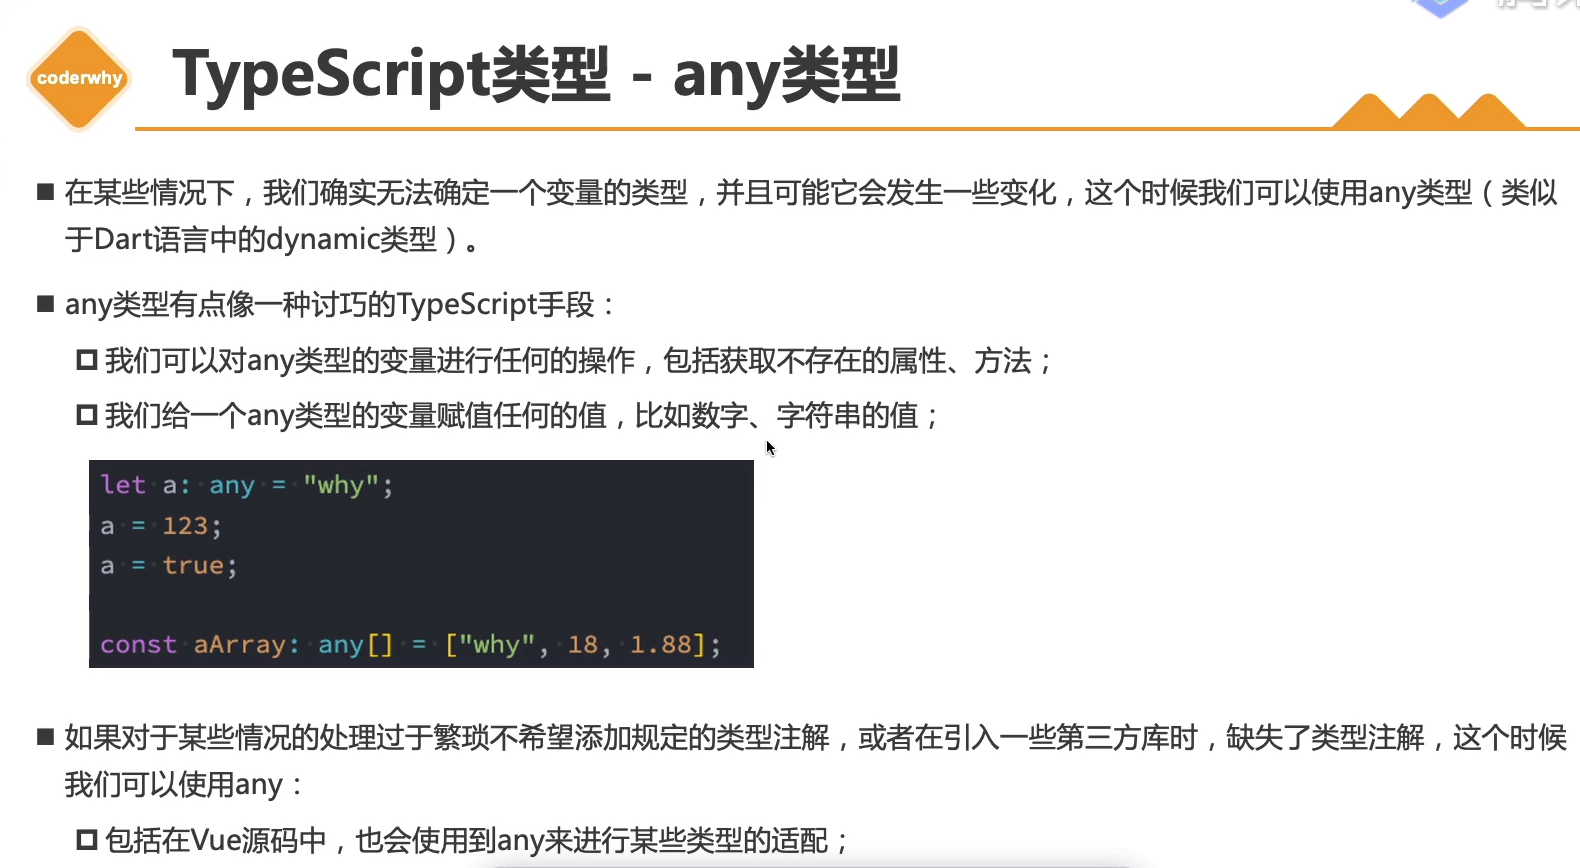 coderwhy
TypeScript类型 - any类型
■ 在某些情况下，我们确实无法确定一个变量的类型，并且可能它会发生一些变化，这个时候我们可以使用any类型（类似
于Dart语言中的dynamic类型）。
■ any类型有点像一种讨巧的TypeScript手段：
我们可以对any类型的变量进行任何的操作，包括获取不存在的属性、方法；
我们给一个any类型的变量赋值任何的值，比如数字、字符串的值；
let a: any = "why";
a = 123;
a = true;
const aArray: any[] = ["why", 18, 1.88];
■ 如果对于某些情况的处理过于繁琐不希望添加规定的类型注解，或者在引入一些第三方库时，缺失了类型注解，这个时候
我们可以使用any：
包括在Vue源码中，也会使用到any来进行某些类型的适配；